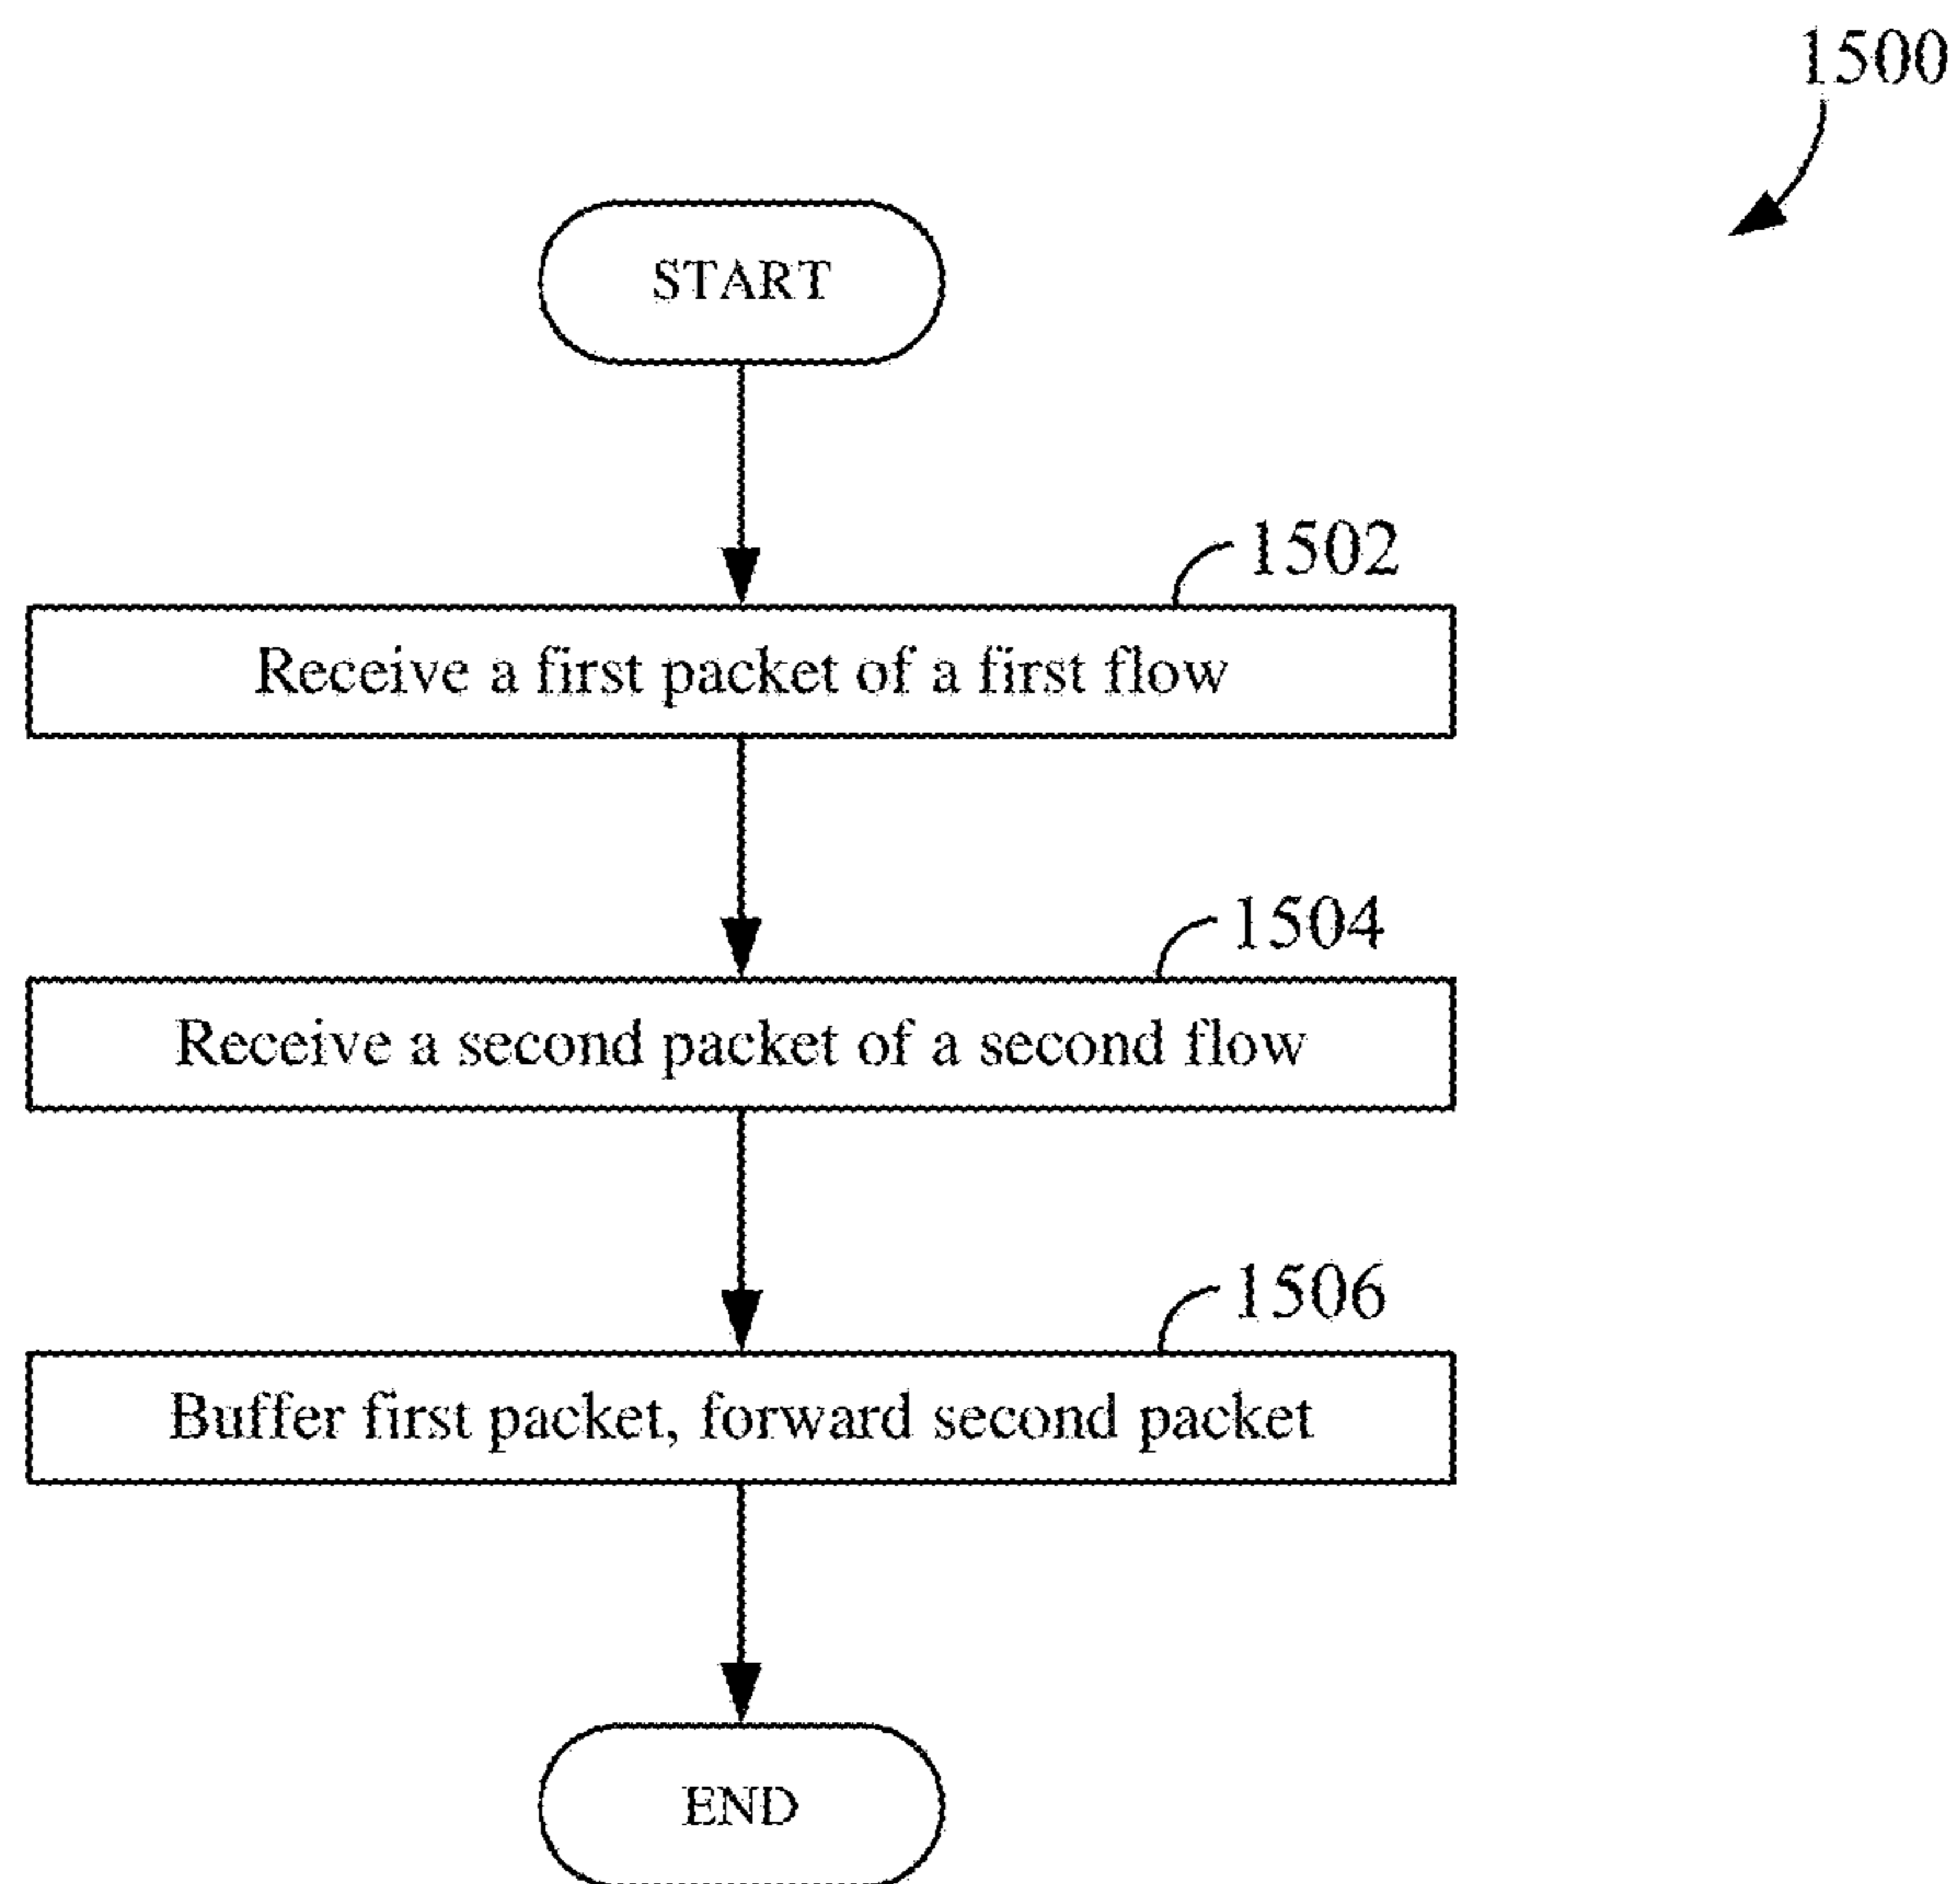 1500
START
1502
Receive a first packet of a first flow
1504
Receive a second packet of a second flow
1506
Buffer first packet, forward second packet
END